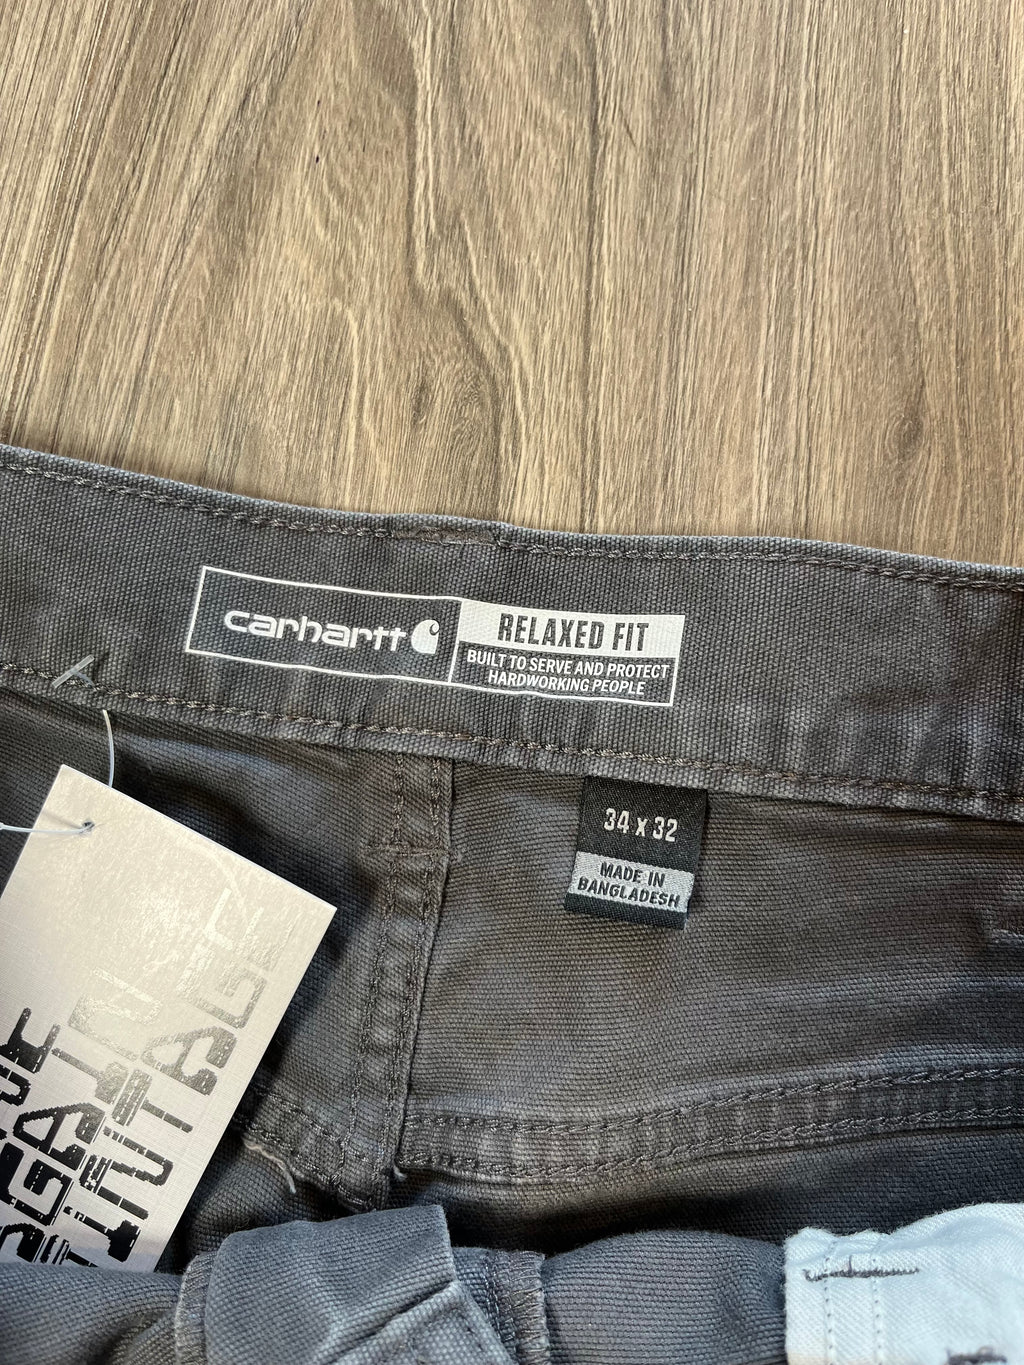 carhartt
RELAXED FIT
BUILT TO SERVE AND PROTECT
HARDWORKING PEOPLE
34 x 32
MADE IN
BANGLADESH